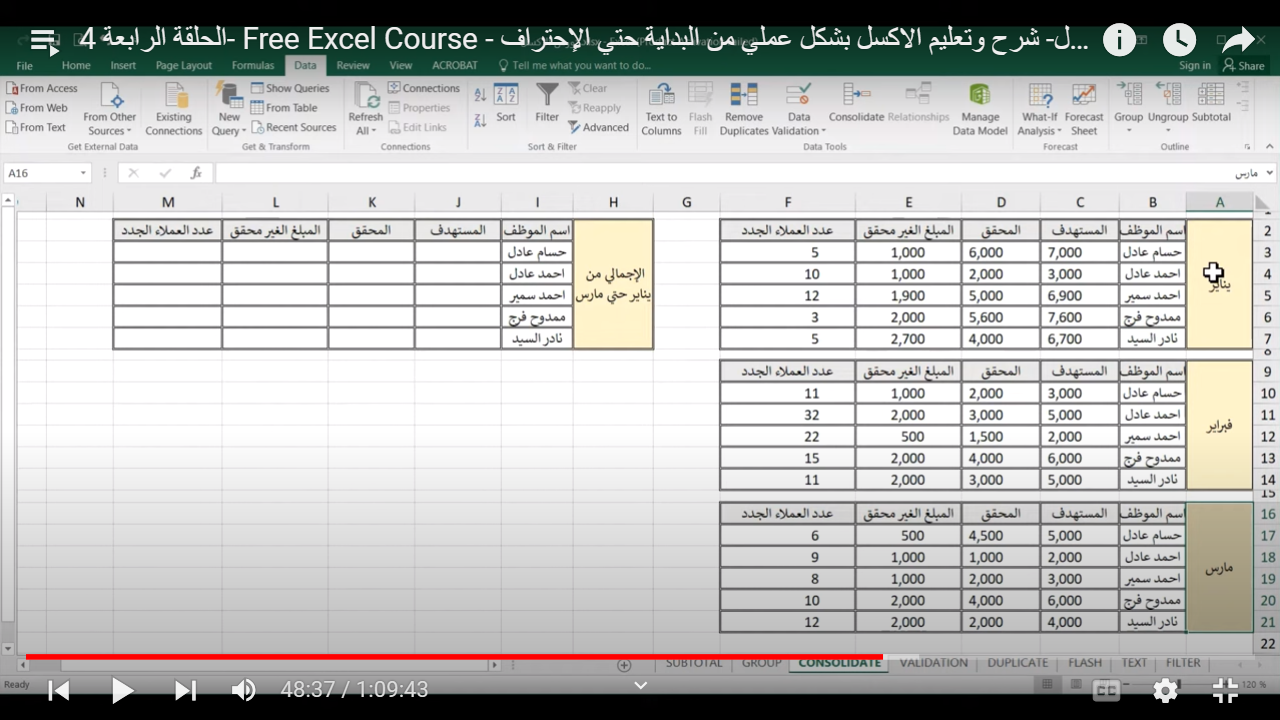 ل- شرح وتعليم الاكسل بشكل عملي من البداية حتي الإحتراف - Free Excel Course -الحلقة الرابعة 4...
File Home Insert Page Layout Formulas Data Review View ACROBAT Tell me what you want to do... Sign in Share
From Access
From Web
From Text
From Other Sources
Existing Connections
Get External Data
New Query
Show Queries
From Table
Recent Sources
Get & Transform
Refresh All
Connections
Properties
Edit Links
Connections
Sort
Filter
Clear
Reapply
Advanced
Sort & Filter
Text to Columns
Flash Fill
Remove Duplicates
Data Validation
Consolidate
Relationships
Manage Data Model
Data Tools
What-If Analysis
Forecast Sheet
Forecast
Group
Ungroup
Subtotal
Outline
A16 fx مارس
N M L K J I H G F E D C B A
1
2 اسم الموظف المستهدف المحقق المبلغ الغير محقق عدد العملاء الجدد
3 حسام عادل 7,000 6,000 1,000 5
4 احمد عادل 3,000 2,000 1,000 10
يناير
5 احمد سمير 6,900 5,000 1,900 12
6 ممدوح فرج 7,600 5,600 2,000 3
7 نادر السيد 6,700 4,000 2,700 5
8
9 اسم الموظف المستهدف المحقق المبلغ الغير محقق عدد العملاء الجدد
10 حسام عادل 3,000 2,000 1,000 11
11 احمد عادل 5,000 3,000 2,000 32
فبراير
12 احمد سمير 2,000 1,500 500 22
13 ممدوح فرج 6,000 4,000 2,000 15
14 نادر السيد 5,000 3,000 2,000 11
15
16 اسم الموظف المستهدف المحقق المبلغ الغير محقق عدد العملاء الجدد
17 حسام عادل 5,000 4,500 500 6
18 احمد عادل 2,000 1,000 1,000 9
مارس
19 احمد سمير 3,000 2,000 1,000 8
20 ممدوح فرج 6,000 4,000 2,000 10
21 نادر السيد 4,000 2,000 2,000 12
22
الإجمالي من
يناير حتي مارس
اسم الموظف المستهدف المحقق المبلغ الغير محقق عدد العملاء الجدد
حسام عادل
احمد عادل
احمد سمير
ممدوح فرج
نادر السيد
SUBTOTAL GROUP CONSOLIDATE VALIDATION DUPLICATE FLASH TEXT FILTER
Ready 120 %
48:37 / 1:09:43
CC